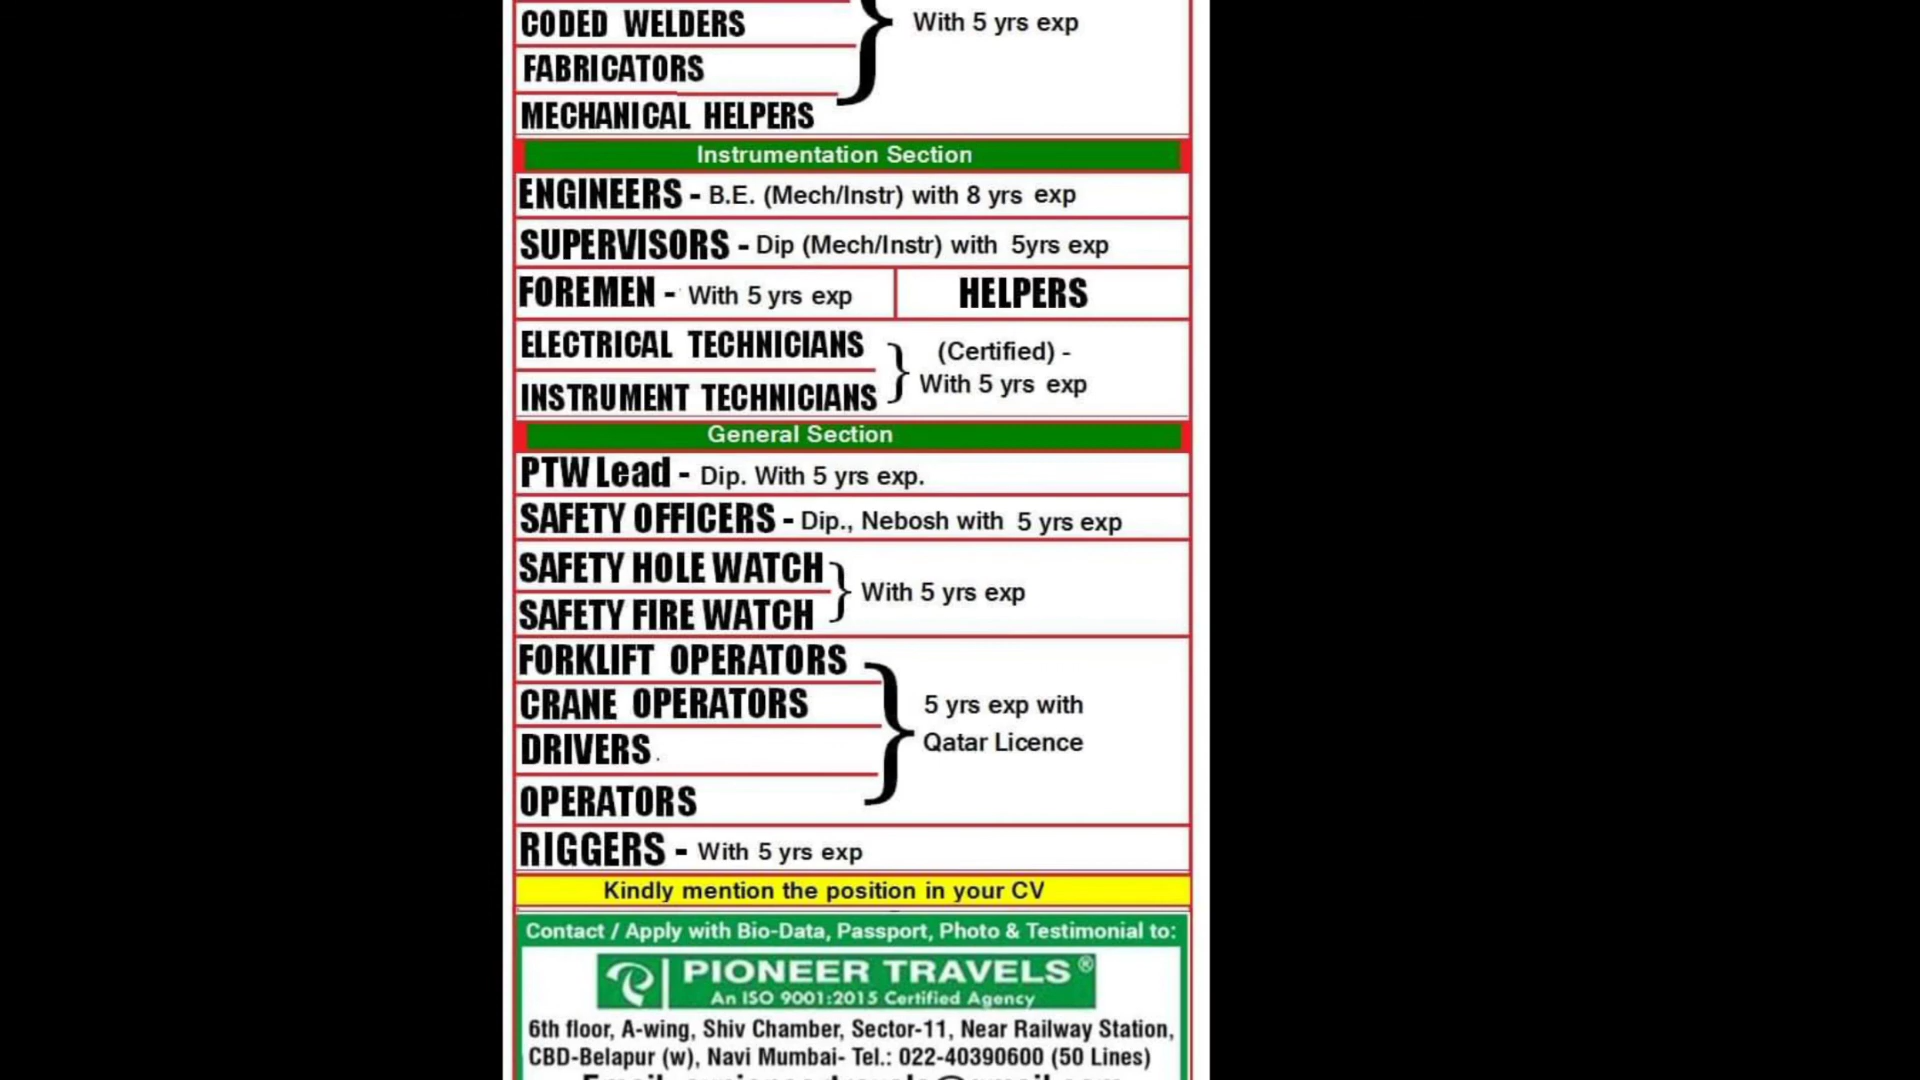 CODED WELDERS
With 5 yrs exp
FABRICATORS
MECHANICAL HELPERS
Instrumentation Section
ENGINEERS - B.E. (Mech/Instr) with 8 yrs exp
SUPERVISORS - Dip (Mech/Instr) with 5yrs exp
FOREMEN - With 5 yrs exp HELPERS
ELECTRICAL TECHNICIANS
INSTRUMENT TECHNICIANS
(Certified) -
With 5 yrs exp
General Section
PTW Lead - Dip. With 5 yrs exp.
SAFETY OFFICERS - Dip., Nebosh with 5 yrs exp
SAFETY HOLE WATCH
SAFETY FIRE WATCH
With 5 yrs exp
FORKLIFT OPERATORS
CRANE OPERATORS
DRIVERS
OPERATORS
5 yrs exp with
Qatar Licence
RIGGERS - With 5 yrs exp
Kindly mention the position in your CV
Contact / Apply with Bio-Data, Passport, Photo & Testimonial to:
PIONEER TRAVELS ®
An ISO 9001:2015 Certified Agency
6th floor, A-wing, Shiv Chamber, Sector-11, Near Railway Station,
CBD-Belapur (w), Navi Mumbai- Tel.: 022-40390600 (50 Lines)